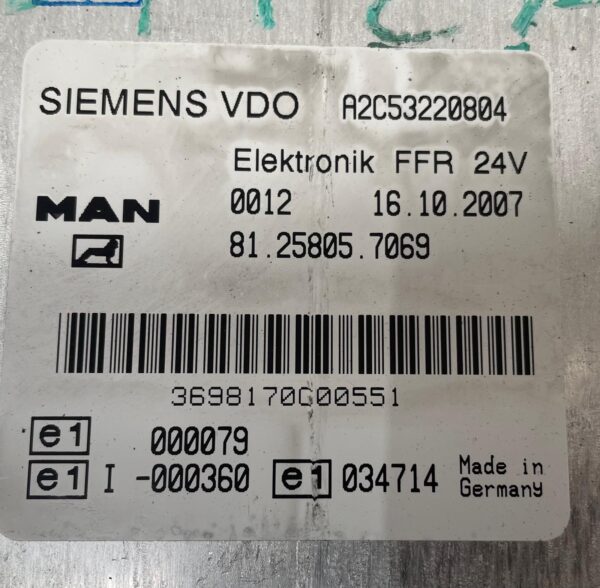 SIEMENS VDO A2C53220804
Elektronik FFR 24V
MAN 0012 16.10.2007
81.25805.7069
3698170G00551
e1 000079
e1 I -000360 e1 034714 Made in
Germany